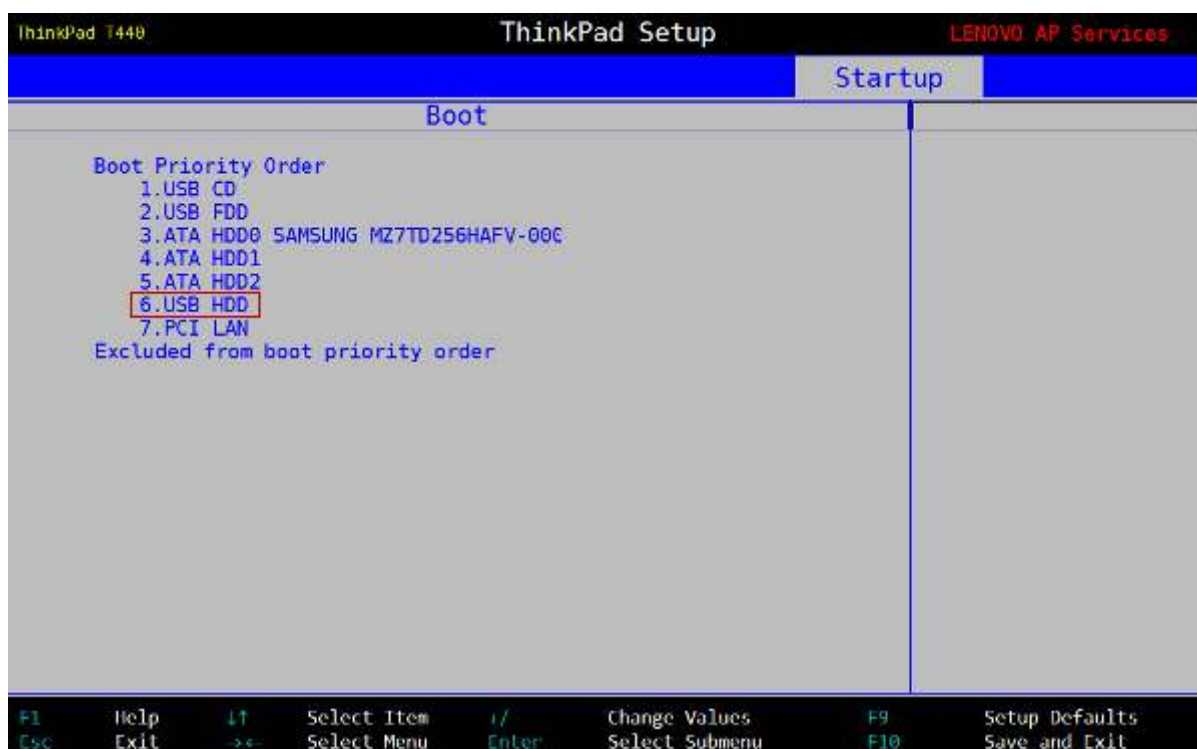 ThinkPad T440 ThinkPad Setup LENOVO AP Services
Startup
Boot
Boot Priority Order
1.USB CD
2.USB FDD
3.ATA HDD0 SAMSUNG MZ7TD256HAFV-000
4.ATA HDD1
5.ATA HDD2
6.USB HDD
7.PCI LAN
Excluded from boot priority order
F1 Help ↓↑ Select Item Change Values F9 Setup Defaults
Esc Exit →← Select Menu Enter Select Submenu F10 Save and Exit